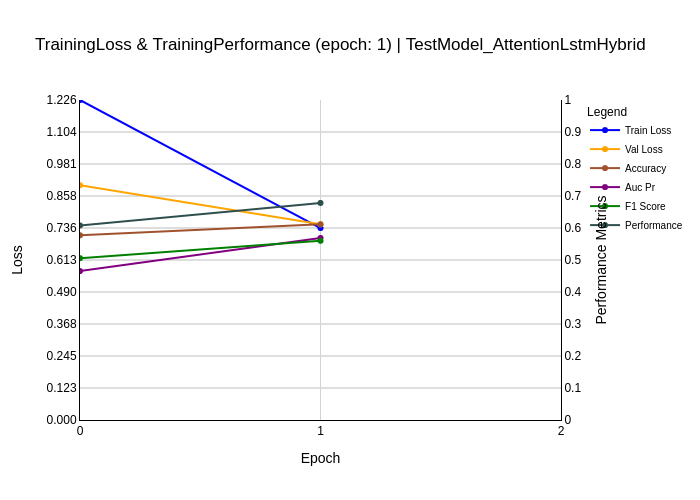 TrainingLoss & TrainingPerformance (epoch: 1) | TestModel_AttentionLstmHybrid
1.226
1.104
0.981
0.858
0.736
0.613
0.490
0.368
0.245
0.123
0.000
Loss
0
1
2
Epoch
1
0.9
0.8
0.7
0.6
0.5
0.4
0.3
0.2
0.1
0
Performance Metrics
Legend
Train Loss
Val Loss
Accuracy
Auc Pr
F1 Score
Performance